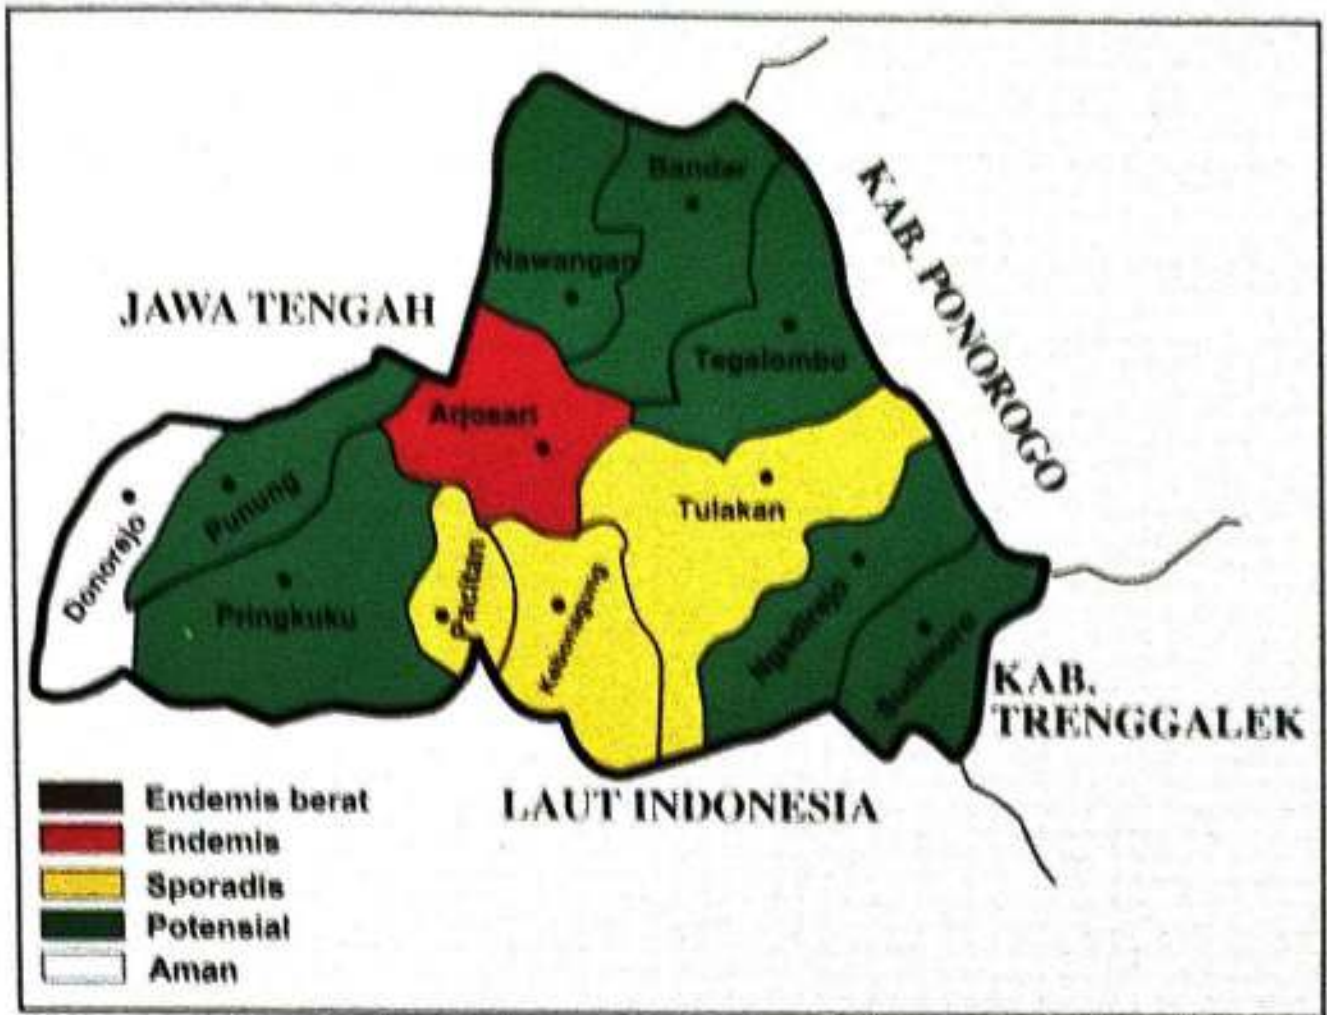 Bandar
KAB. PONOROGO
Nawangan
JAWA TENGAH
Tegalombo
Arjosari
Punung
Tulakan
Donorojo
Pacitan
Kebonagung
Pringkuku
Ngadirojo
Sudimoro
KAB.
TRENGGALEK
Endemis berat
LAUT INDONESIA
Endemis
Sporadis
Potensial
Aman